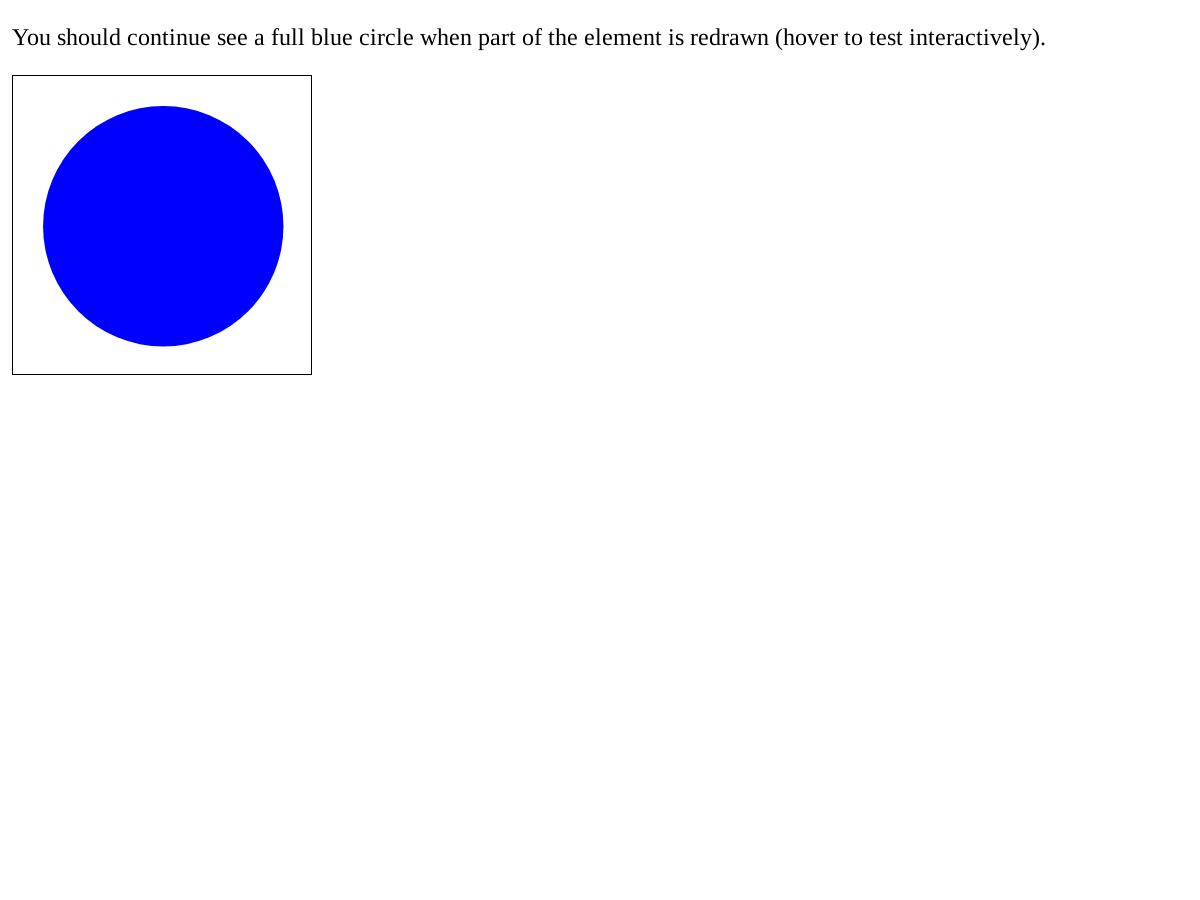 You should continue see a full blue circle when part of the element is redrawn (hover to test interactively).